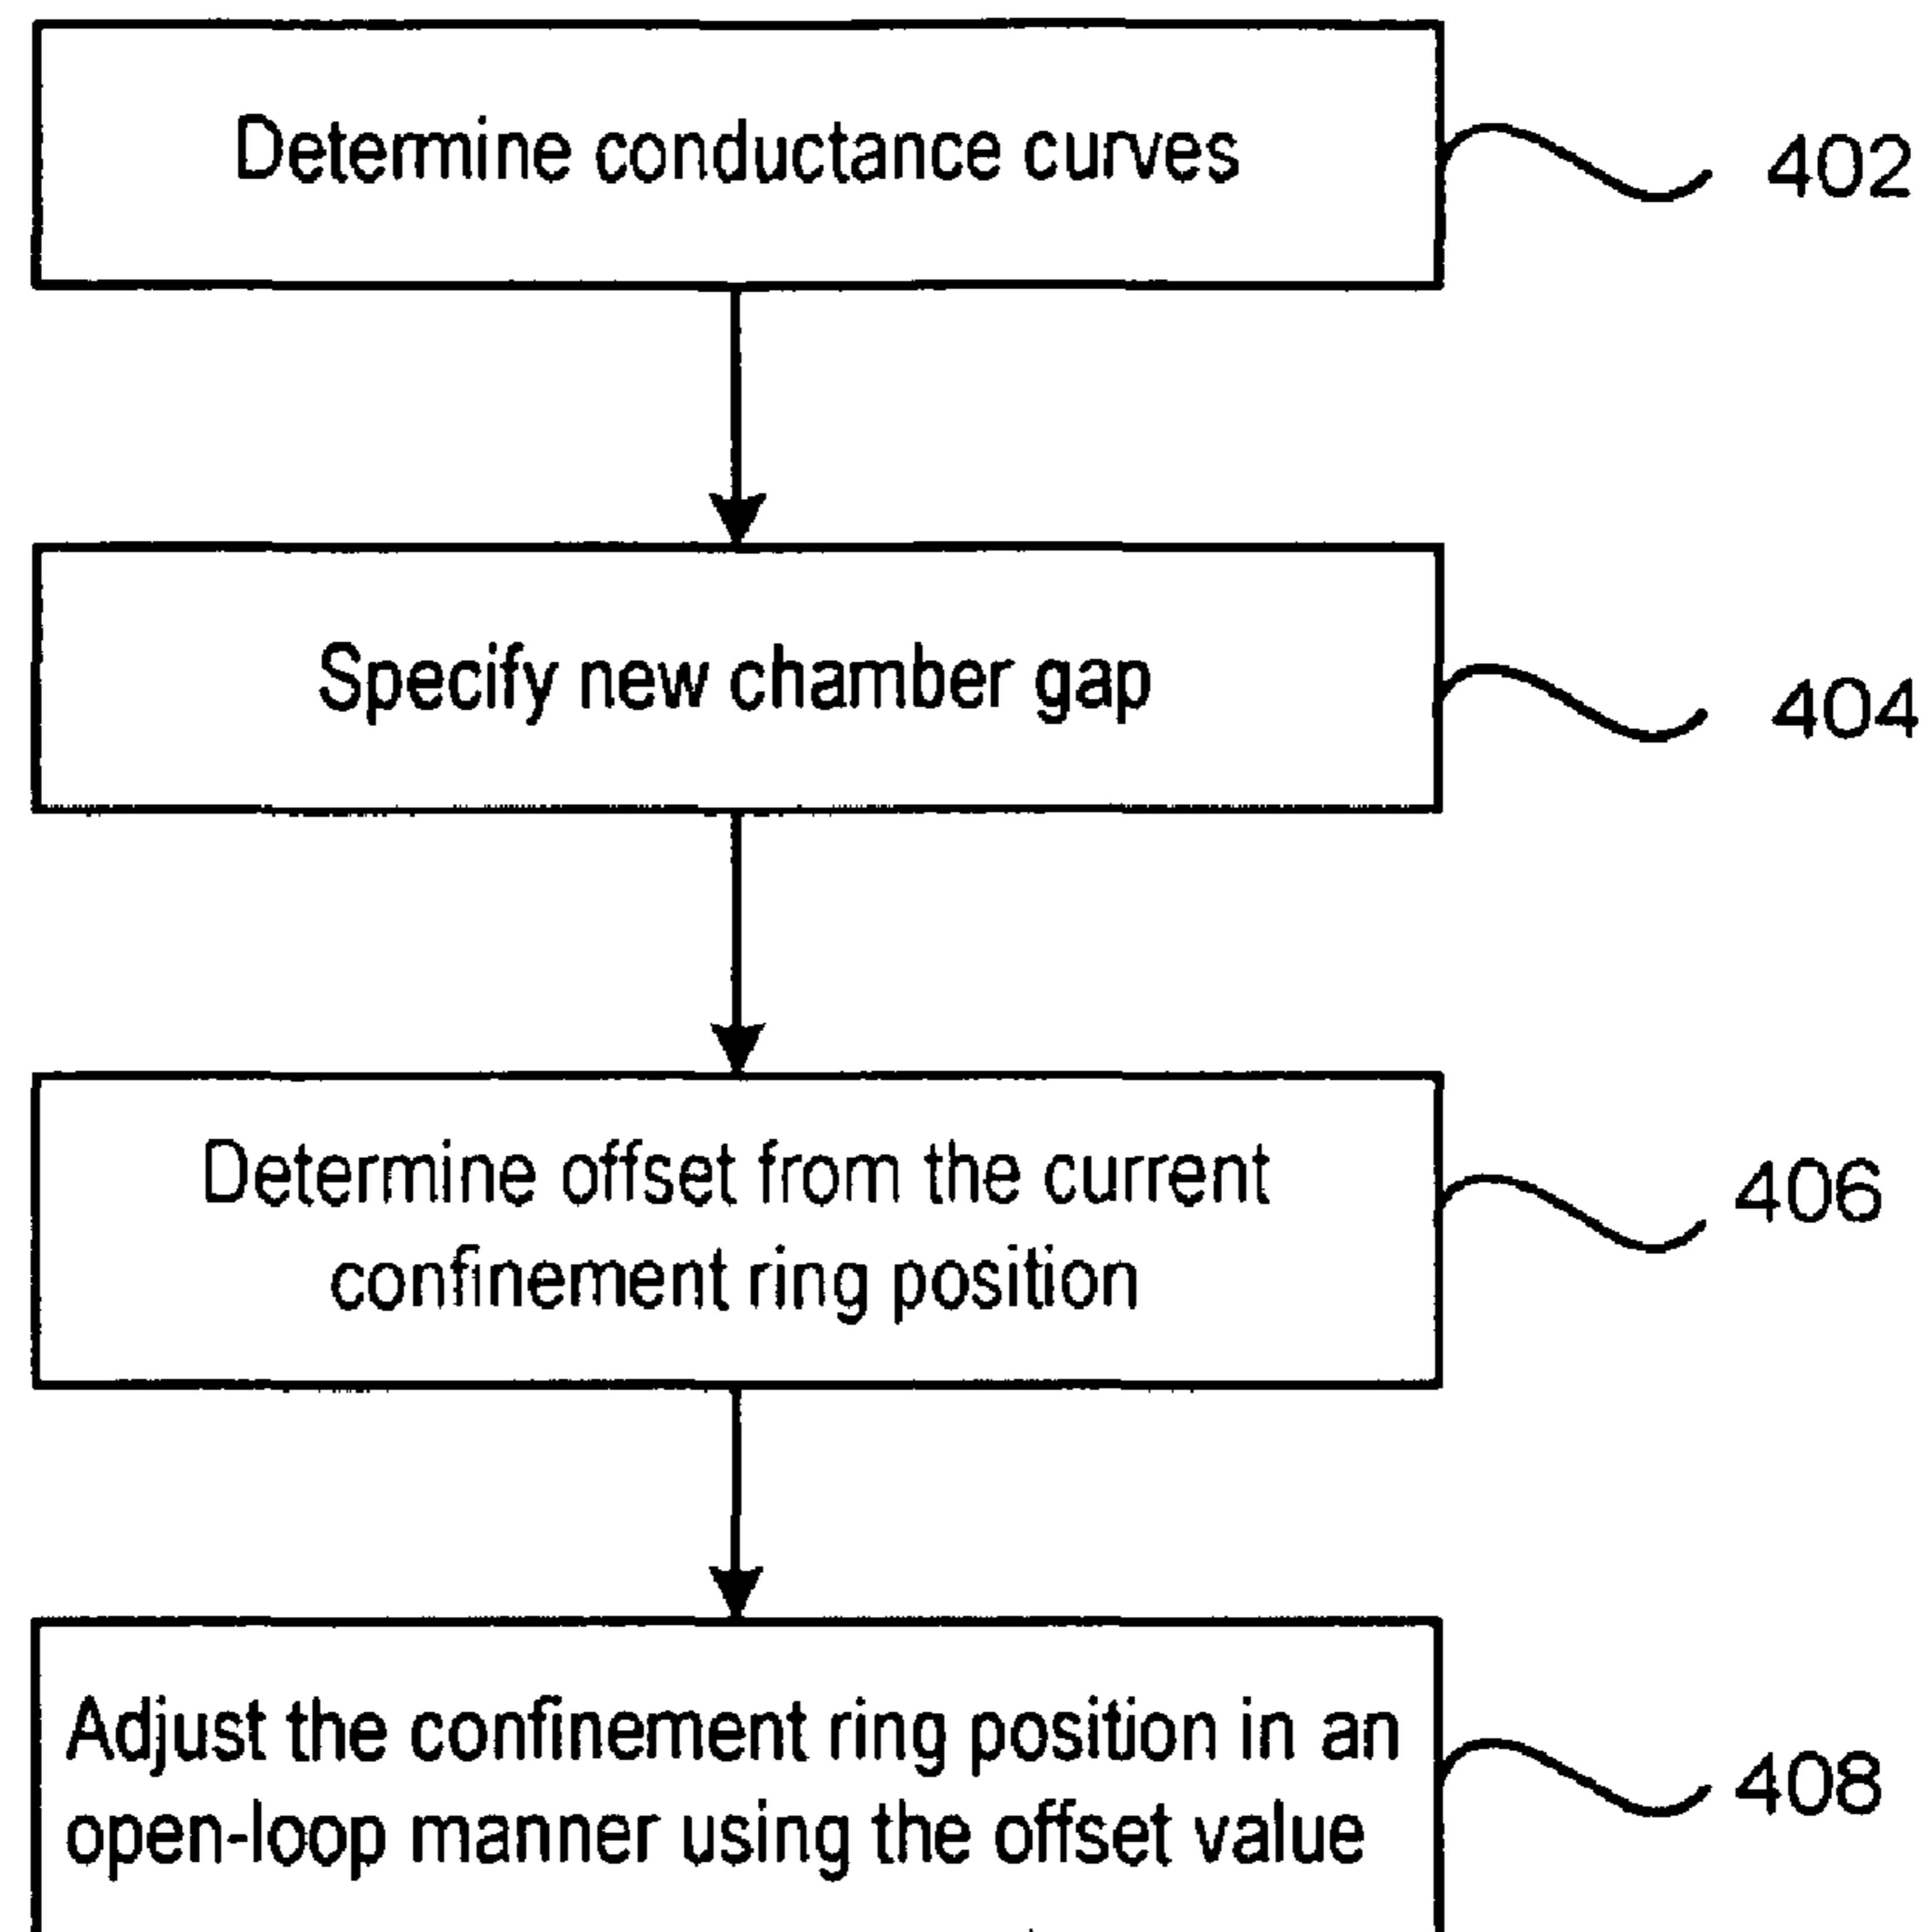 Determine conductance curves
402
Specify new chamber gap
404
Determine offset from the current
confinement ring position
406
Adjust the confinement ring position in an
open-loop manner using the offset value
408